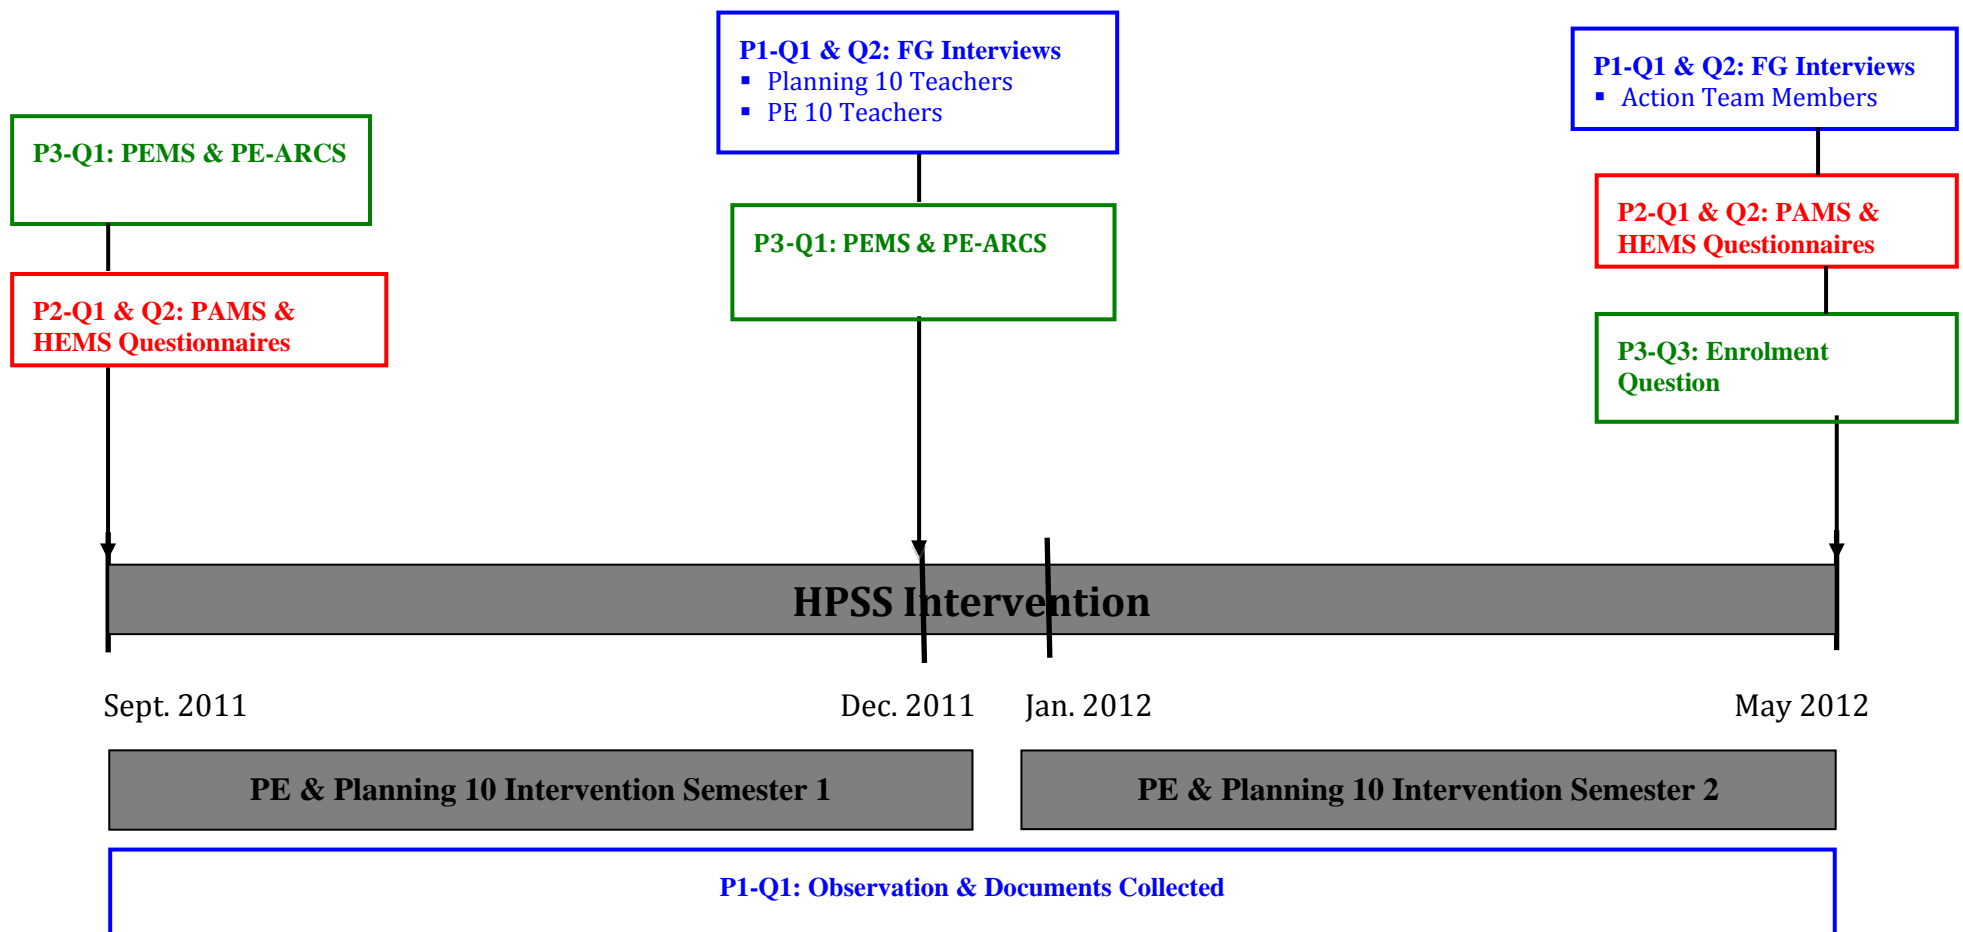 P3-Q1: PEMS & PE-ARCS
P2-Q1 & Q2: PAMS &
HEMS Questionnaires
P1-Q1 & Q2: FG Interviews
▪ Planning 10 Teachers
▪ PE 10 Teachers
P3-Q1: PEMS & PE-ARCS
P1-Q1 & Q2: FG Interviews
▪ Action Team Members
P2-Q1 & Q2: PAMS &
HEMS Questionnaires
P3-Q3: Enrolment
Question
HPSS Intervention
Sept. 2011
Dec. 2011
Jan. 2012
May 2012
PE & Planning 10 Intervention Semester 1
PE & Planning 10 Intervention Semester 2
P1-Q1: Observation & Documents Collected